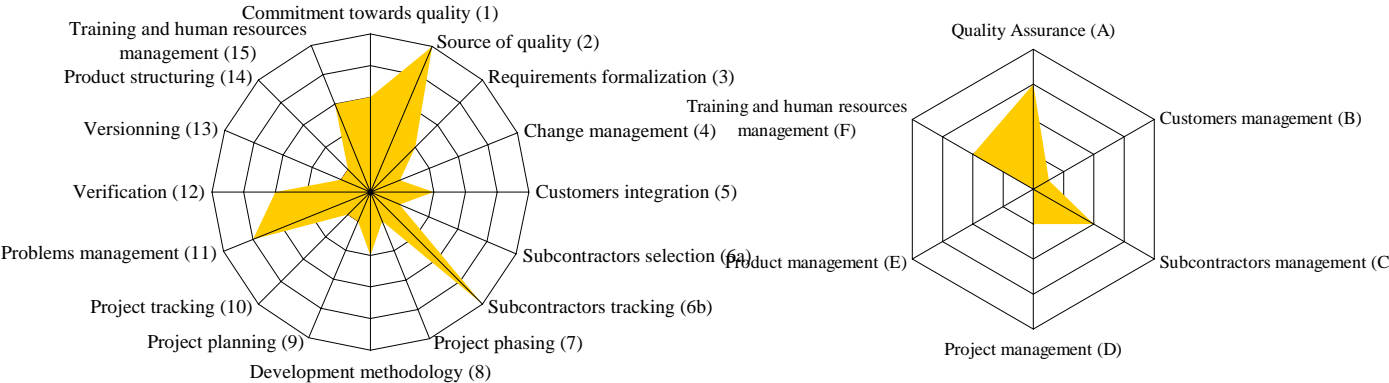 Commitment towards quality (1)
Training and human resources
management (15)
Source of quality (2)
Product structuring (14)
Requirements formalization (3)
Versionning (13)
Change management (4)
Verification (12)
Customers integration (5)
Problems management (11)
Subcontractors selection (6a)
Project tracking (10)
Subcontractors tracking (6b)
Project planning (9)
Project phasing (7)
Development methodology (8)
Quality Assurance (A)
Training and human resources
management (F)
Customers management (B)
Product management (E)
Subcontractors management (C
Project management (D)